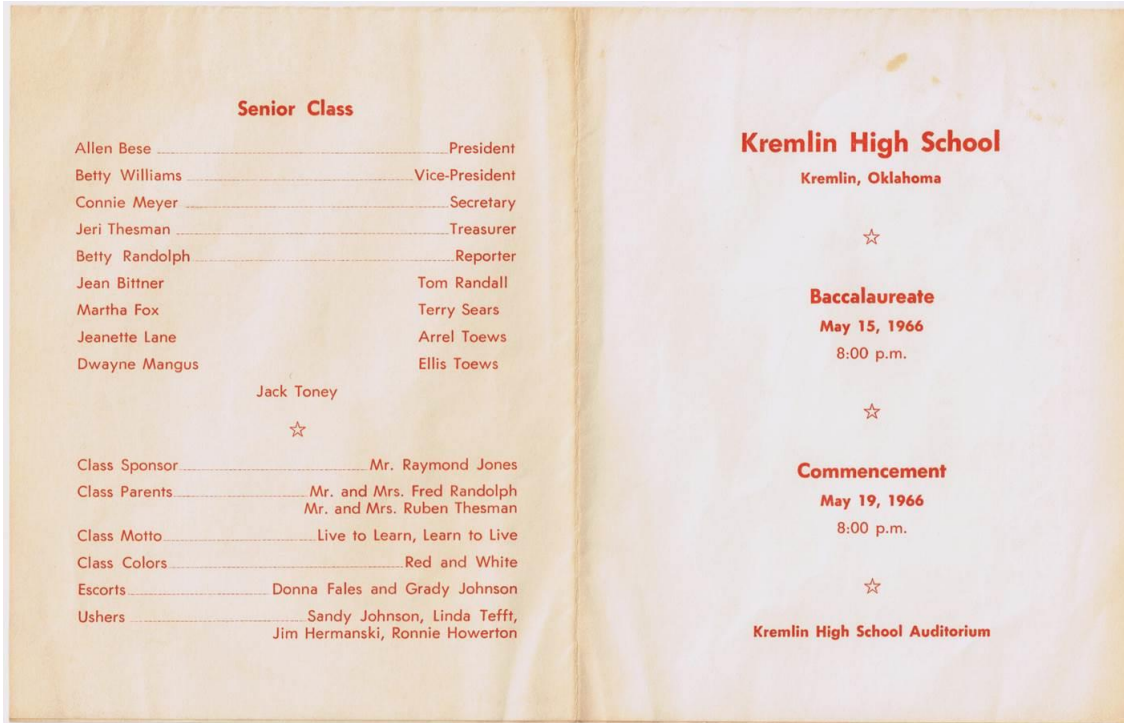 Senior Class
Allen Bese President
Betty Williams Vice-President
Connie Meyer Secretary
Jeri Thesman Treasurer
Betty Randolph Reporter
Jean Bittner Tom Randall
Martha Fox Terry Sears
Jeanette Lane Arrel Toews
Dwayne Mangus Ellis Toews
Jack Toney
Class Sponsor Mr. Raymond Jones
Class Parents Mr. and Mrs. Fred Randolph
Mr. and Mrs. Ruben Thesman
Class Motto Live to Learn, Learn to Live
Class Colors Red and White
Escorts Donna Fales and Grady Johnson
Ushers Sandy Johnson, Linda Tefft,
Jim Hermanski, Ronnie Howerton
Kremlin High School
Kremlin, Oklahoma
Baccalaureate
May 15, 1966
8:00 p.m.
Commencement
May 19, 1966
8:00 p.m.
Kremlin High School Auditorium